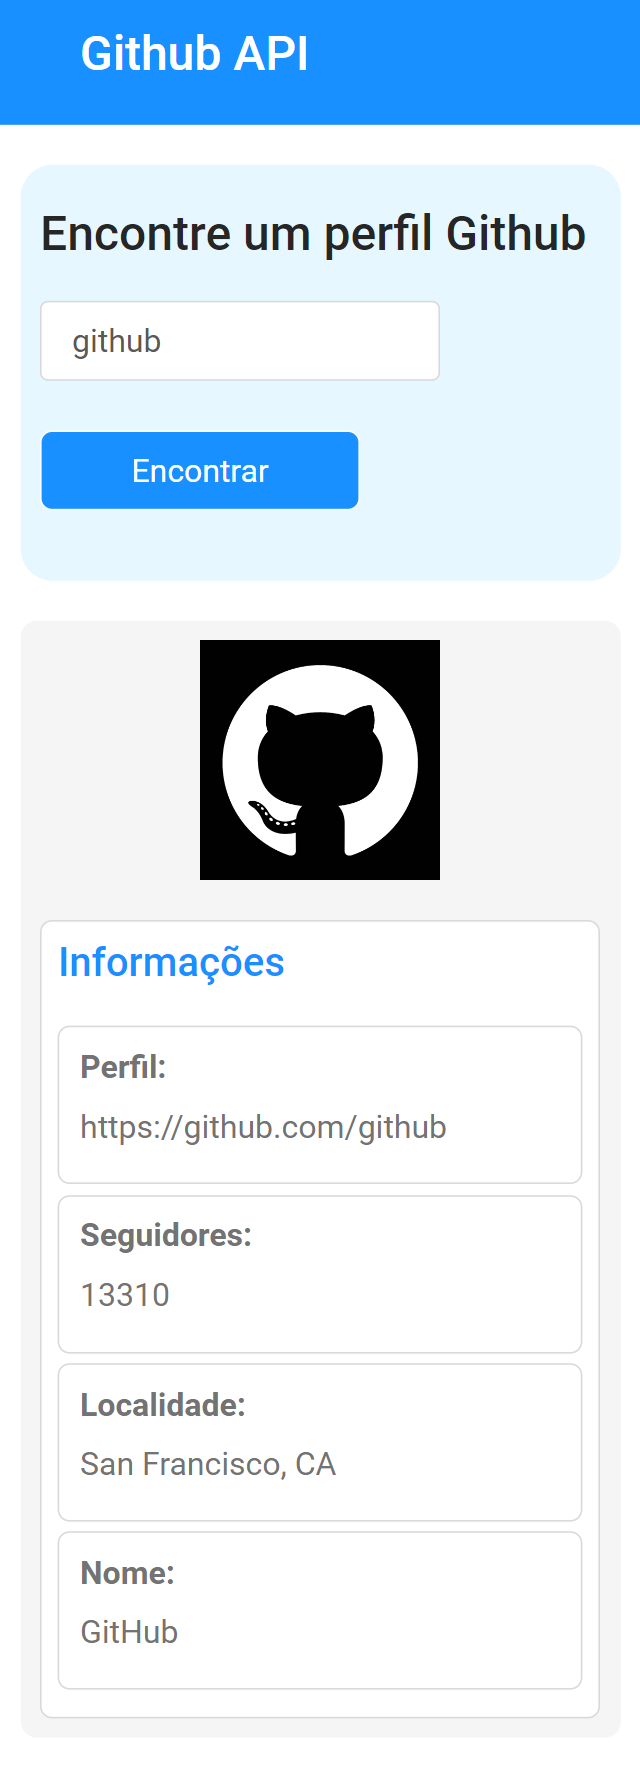 Github API
Encontre um perfil Github
github
Encontrar
Informações
Perfil:
https://github.com/github
Seguidores:
13310
Localidade:
San Francisco, CA
Nome:
GitHub